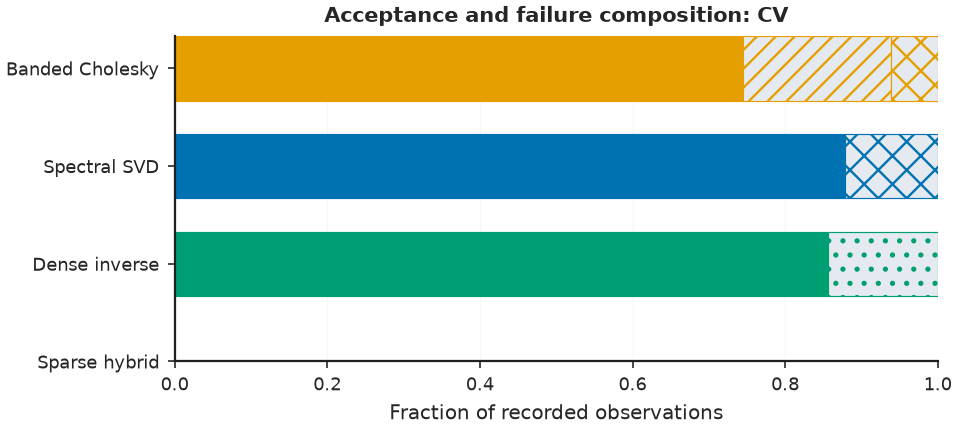 Acceptance and failure composition: CV
Banded Cholesky
Spectral SVD
Dense inverse
Sparse hybrid
0.0 0.2 0.4 0.6 0.8 1.0
Fraction of recorded observations